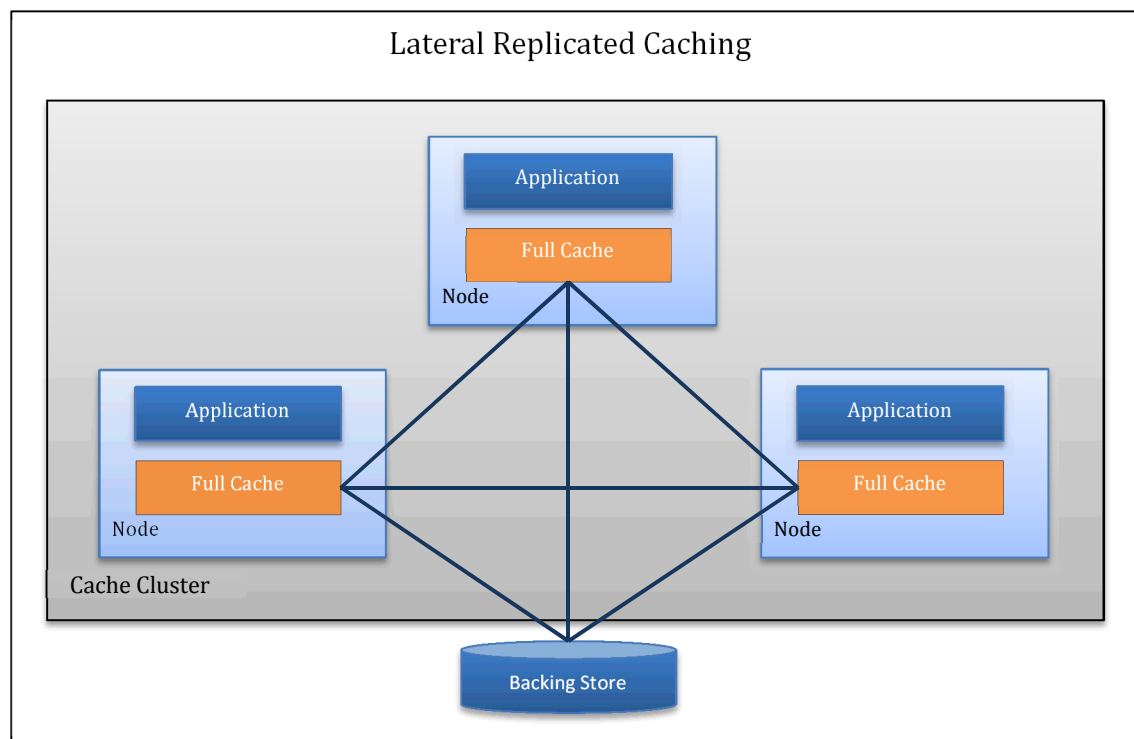 Lateral Replicated Caching
Application
Full Cache
Node
Application
Full Cache
Node
Application
Full Cache
Node
Cache Cluster
Backing Store